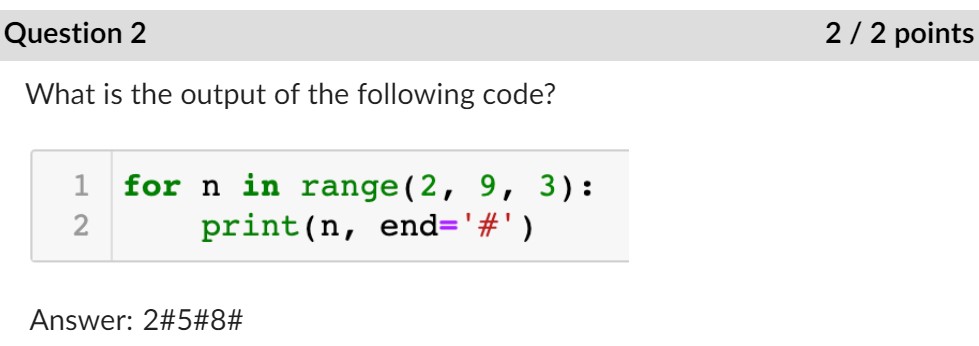 Question 2 2 / 2 points
What is the output of the following code?
1 for n in range(2, 9, 3):
2     print(n, end='#')
Answer: 2#5#8#